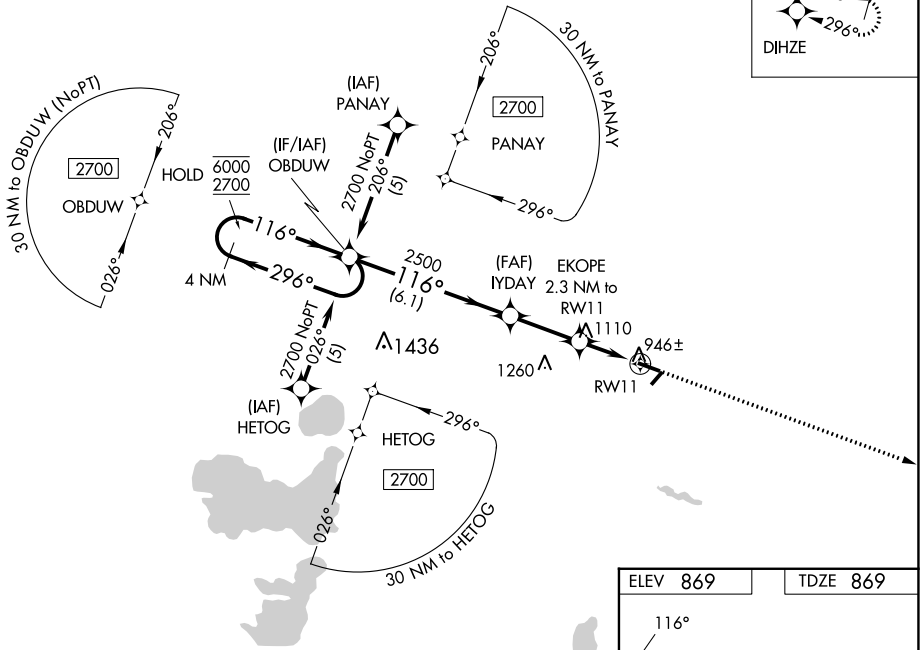 DIHZE
296°
30 NM to OBDUW (NoPT)
206°
2700
OBDUW
026°
HOLD 6000
2700
(IF/IAF)
OBDUW
(IAF)
PANAY
2700 NoPT
206°
(5)
206°
30 NM to PANAY
2700
PANAY
296°
116°
296°
4 NM
2500
116°
(6.1)
(FAF)
IYDAY
EKOPE
2.3 NM to
RW11
1110
946±
1260
RW11
1436
2700 NoPT
026°
(5)
(IAF)
HETOG
296°
HETOG
2700
026°
30 NM to HETOG
ELEV 869
TDZE 869
116°